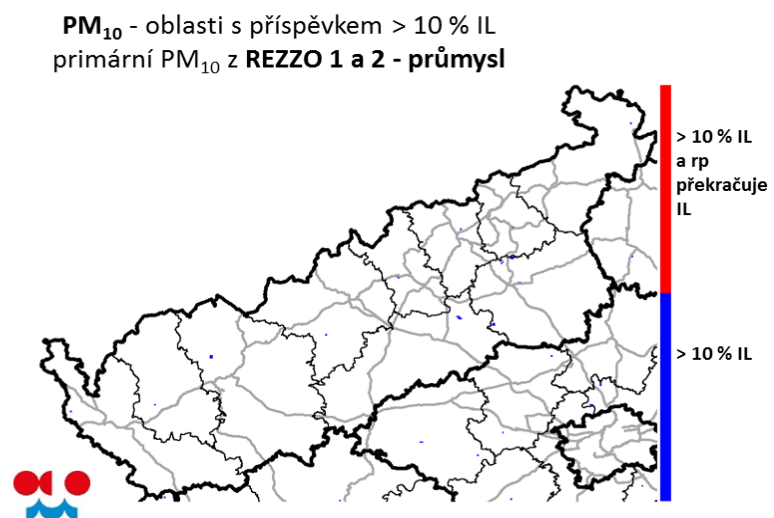 PM10 - oblasti s příspěvkem > 10 % IL
primární PM10 z REZZO 1 a 2 - průmysl
> 10 % IL
a rp
překračuje
IL
> 10 % IL